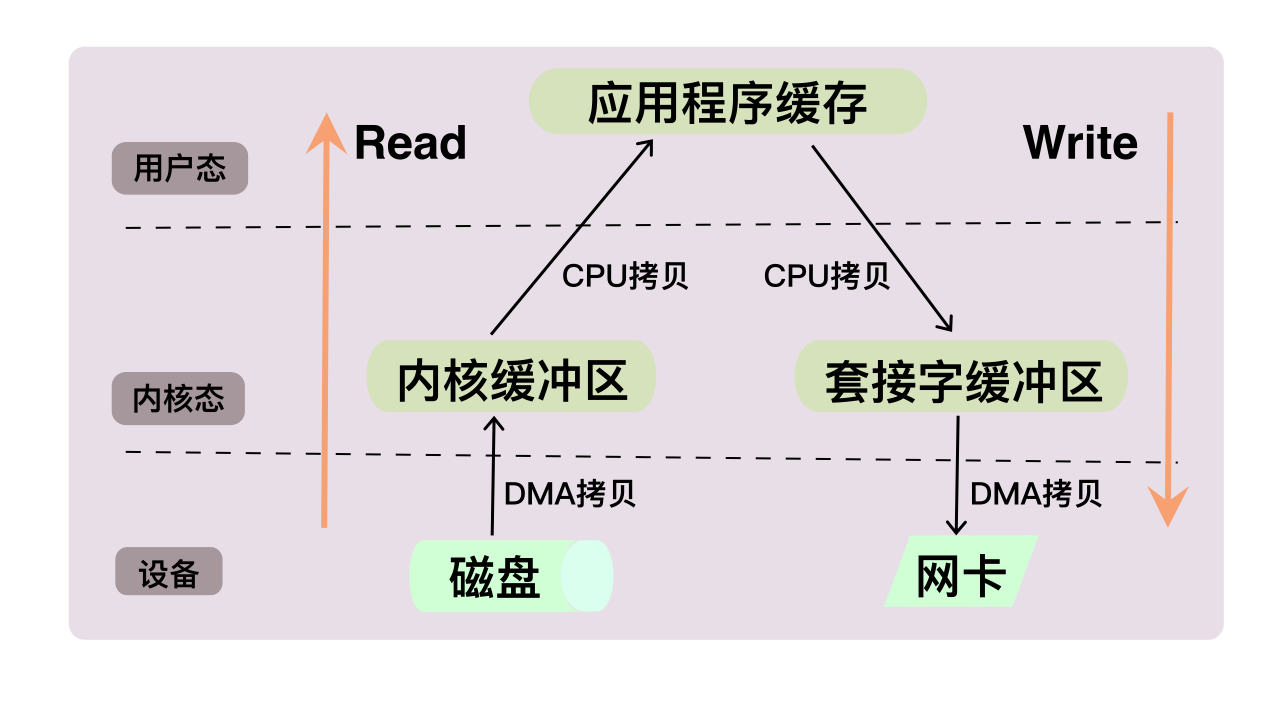 应用程序缓存
Read
Write
用户态
CPU拷贝
CPU拷贝
内核缓冲区
套接字缓冲区
内核态
DMA拷贝
DMA拷贝
磁盘
网卡
设备